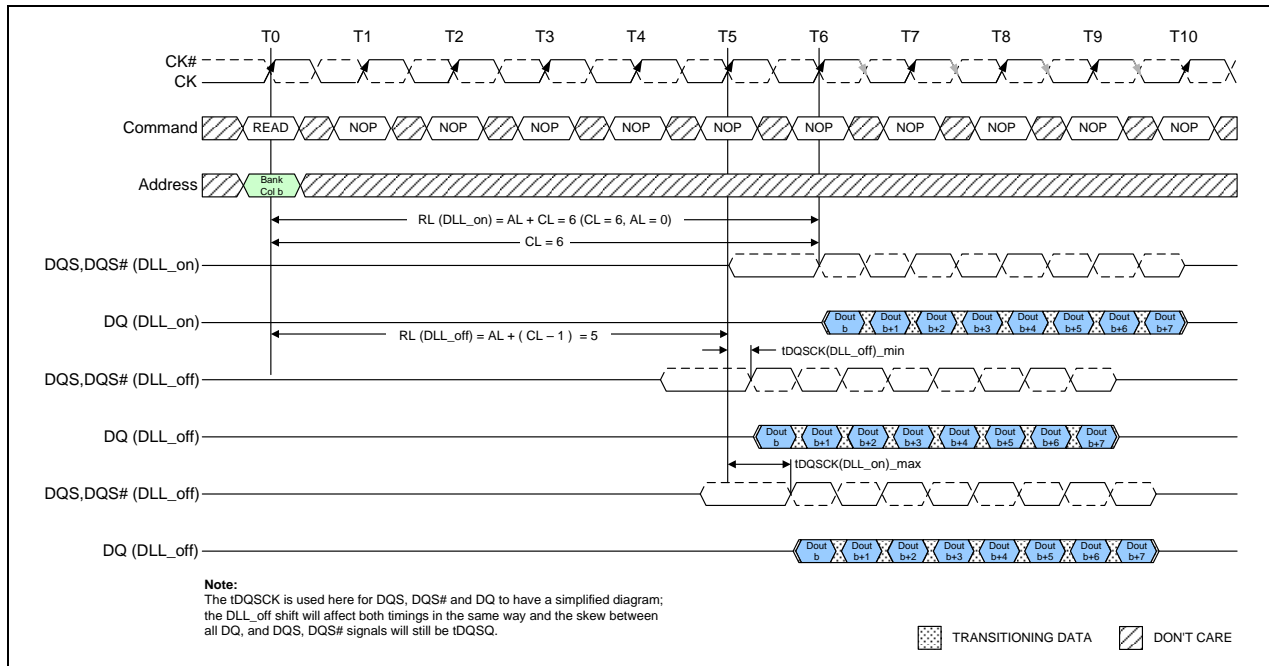 T0 T1 T2 T3 T4 T5 T6 T7 T8 T9 T10
CK#
CK
Command READ NOP NOP NOP NOP NOP NOP NOP NOP NOP NOP
Address Bank
Col b
RL (DLL_on) = AL + CL = 6 (CL = 6, AL = 0)
CL = 6
DQS,DQS# (DLL_on)
DQ (DLL_on) Dout
b Dout
b+1 Dout
b+2 Dout
b+3 Dout
b+4 Dout
b+5 Dout
b+6 Dout
b+7
RL (DLL_off) = AL + ( CL – 1 ) = 5
tDQSCK(DLL_off)_min
DQS,DQS# (DLL_off)
DQ (DLL_off) Dout
b Dout
b+1 Dout
b+2 Dout
b+3 Dout
b+4 Dout
b+5 Dout
b+6 Dout
b+7
tDQSCK(DLL_on)_max
DQS,DQS# (DLL_off)
DQ (DLL_off) Dout
b Dout
b+1 Dout
b+2 Dout
b+3 Dout
b+4 Dout
b+5 Dout
b+6 Dout
b+7
Note:
The tDQSCK is used here for DQS, DQS# and DQ to have a simplified diagram;
the DLL_off shift will affect both timings in the same way and the skew between
all DQ, and DQS, DQS# signals will still be tDQSQ.
TRANSITIONING DATA DON'T CARE